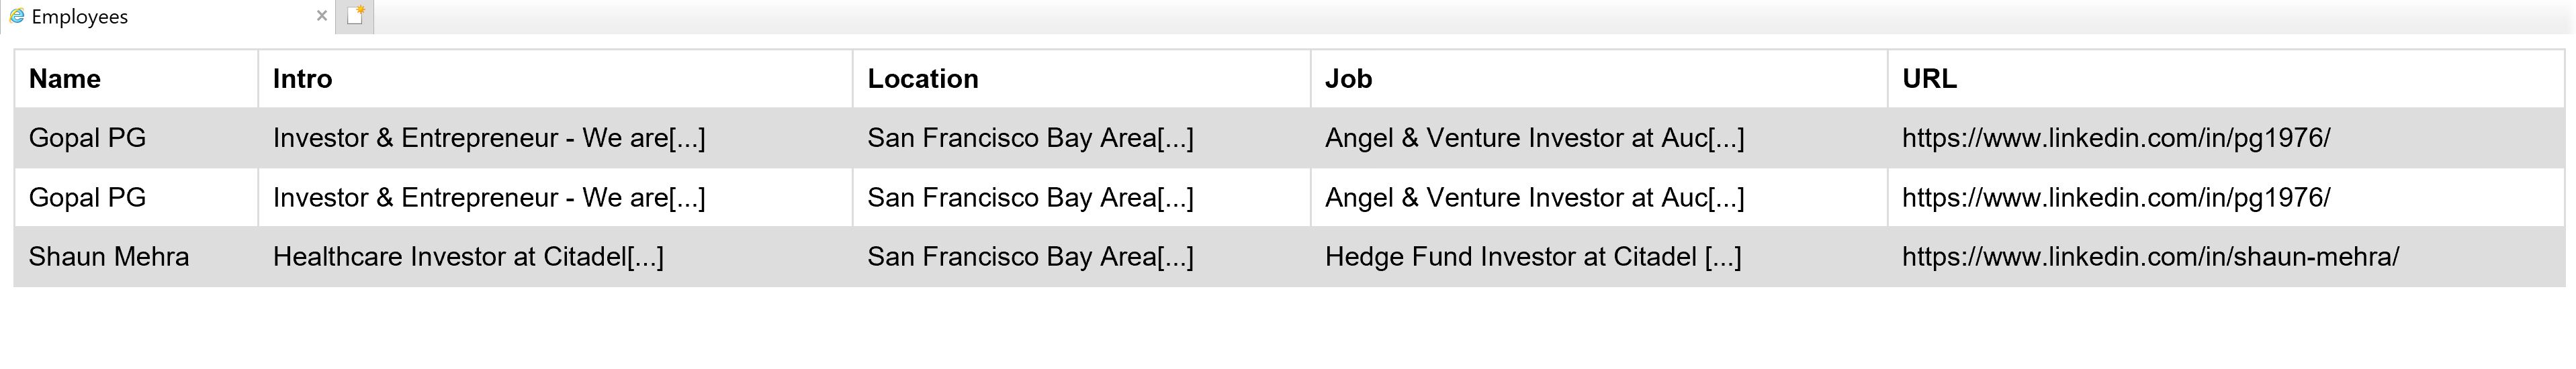 Employees
Name Intro Location Job URL
Gopal PG Investor & Entrepreneur - We are[...] San Francisco Bay Area[...] Angel & Venture Investor at Auc[...] https://www.linkedin.com/in/pg1976/
Gopal PG Investor & Entrepreneur - We are[...] San Francisco Bay Area[...] Angel & Venture Investor at Auc[...] https://www.linkedin.com/in/pg1976/
Shaun Mehra Healthcare Investor at Citadel[...] San Francisco Bay Area[...] Hedge Fund Investor at Citadel [...] https://www.linkedin.com/in/shaun-mehra/